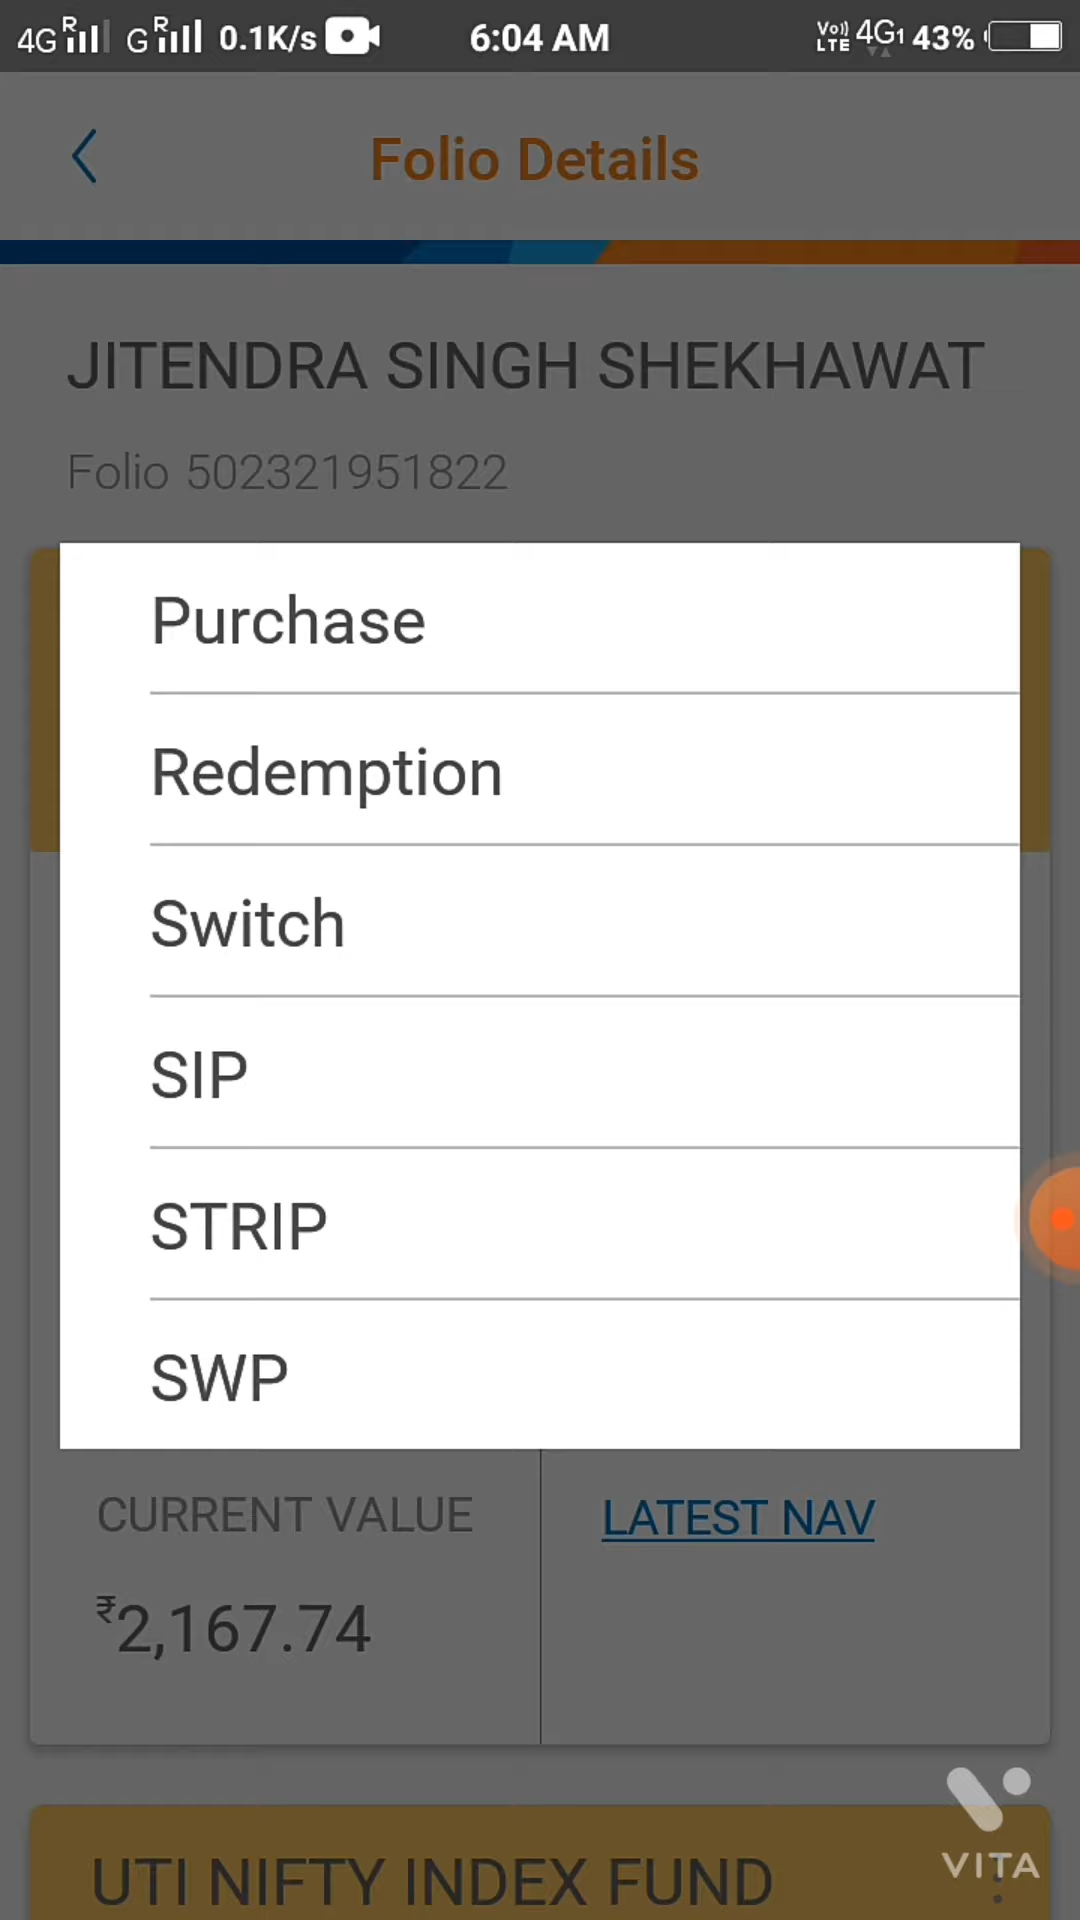 4G R G R 0.1K/s 6:04 AM Vo)) LTE 4G1 43%
Folio Details
JITENDRA SINGH SHEKHAWAT
Folio 502321951822
Purchase
Redemption
Switch
SIP
STRIP
SWP
CURRENT VALUE LATEST NAV
₹2,167.74
VITA
UTI NIFTY INDEX FUND